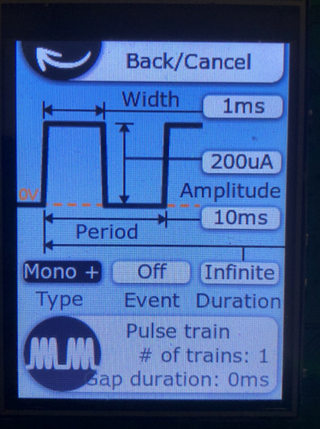 Back/Cancel
Width 1ms
200uA
0V
Amplitude
10ms
Period
Mono + Off Infinite
Type Event Duration
Pulse train
# of trains: 1
Gap duration: 0ms